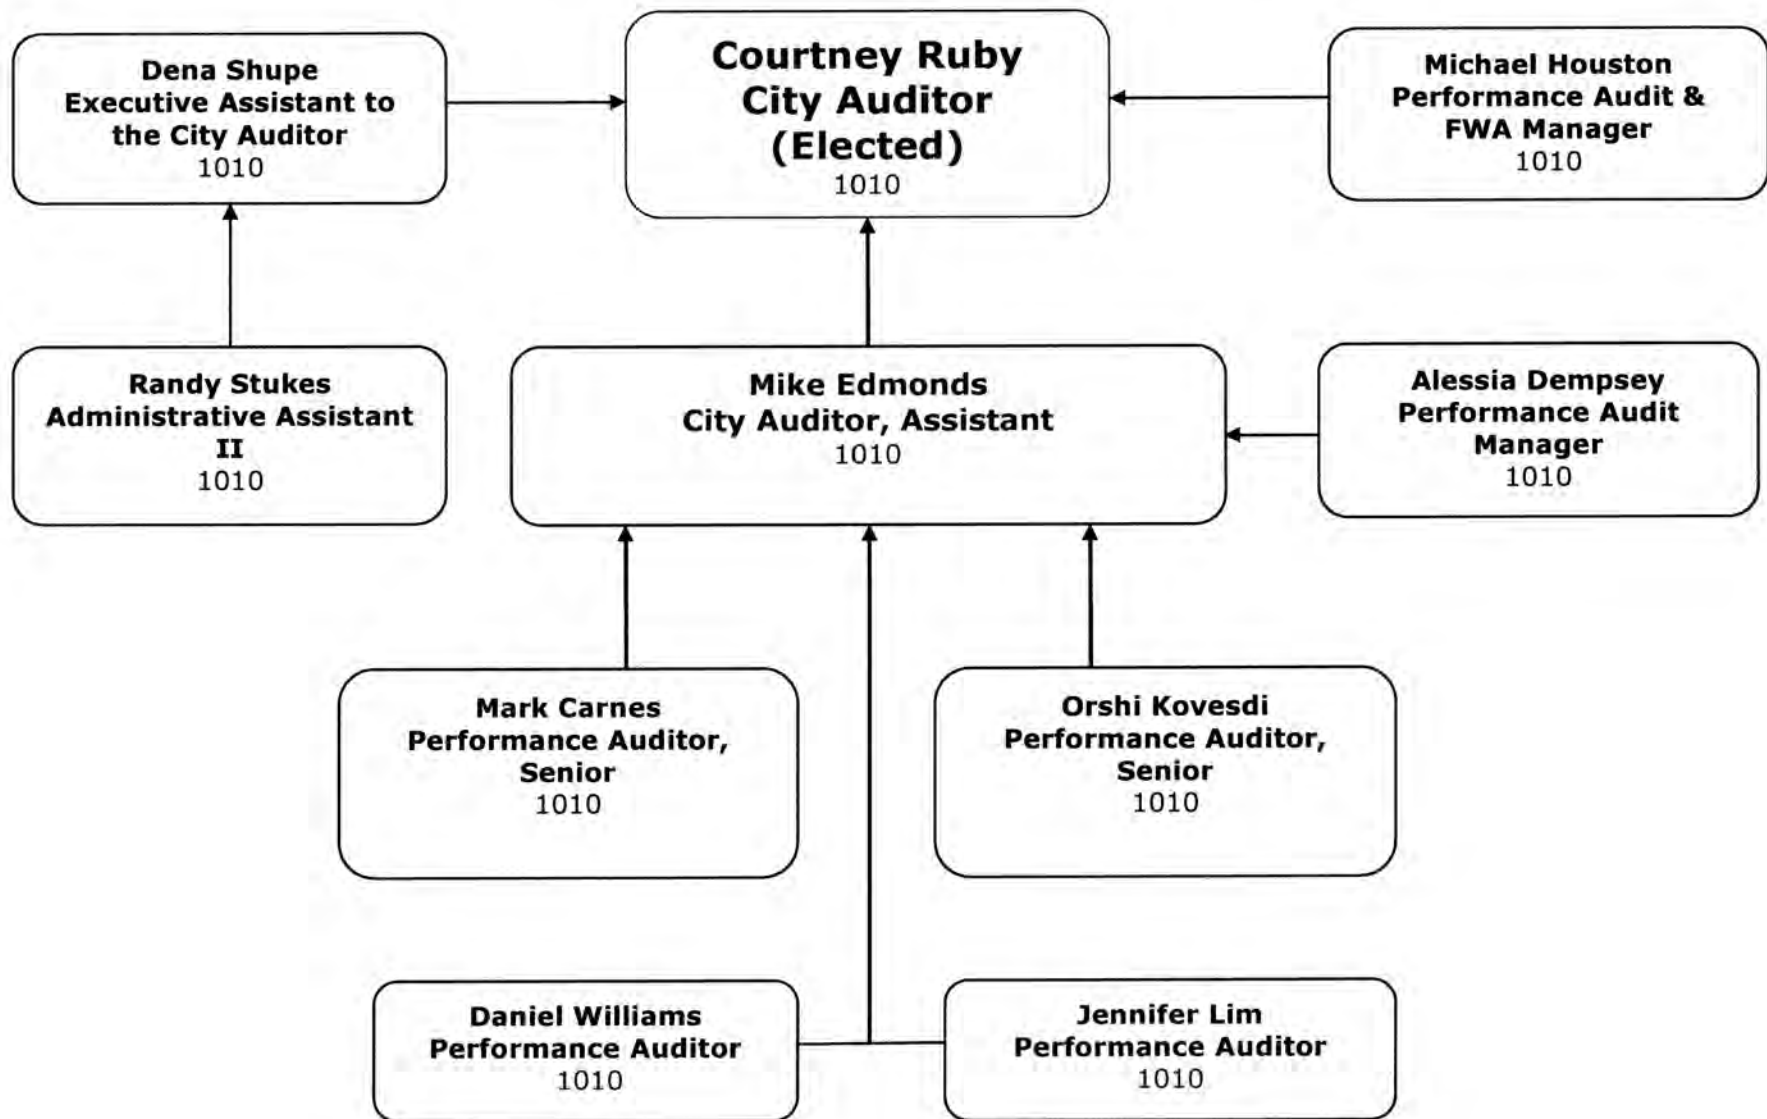 Dena Shupe
Executive Assistant to
the City Auditor
1010
Courtney Ruby
City Auditor
(Elected)
1010
Michael Houston
Performance Audit &
FWA Manager
1010
Randy Stukes
Administrative Assistant
II
1010
Mike Edmonds
City Auditor, Assistant
1010
Alessia Dempsey
Performance Audit
Manager
1010
Mark Carnes
Performance Auditor,
Senior
1010
Orshi Kovesdi
Performance Auditor,
Senior
1010
Daniel Williams
Performance Auditor
1010
Jennifer Lim
Performance Auditor
1010